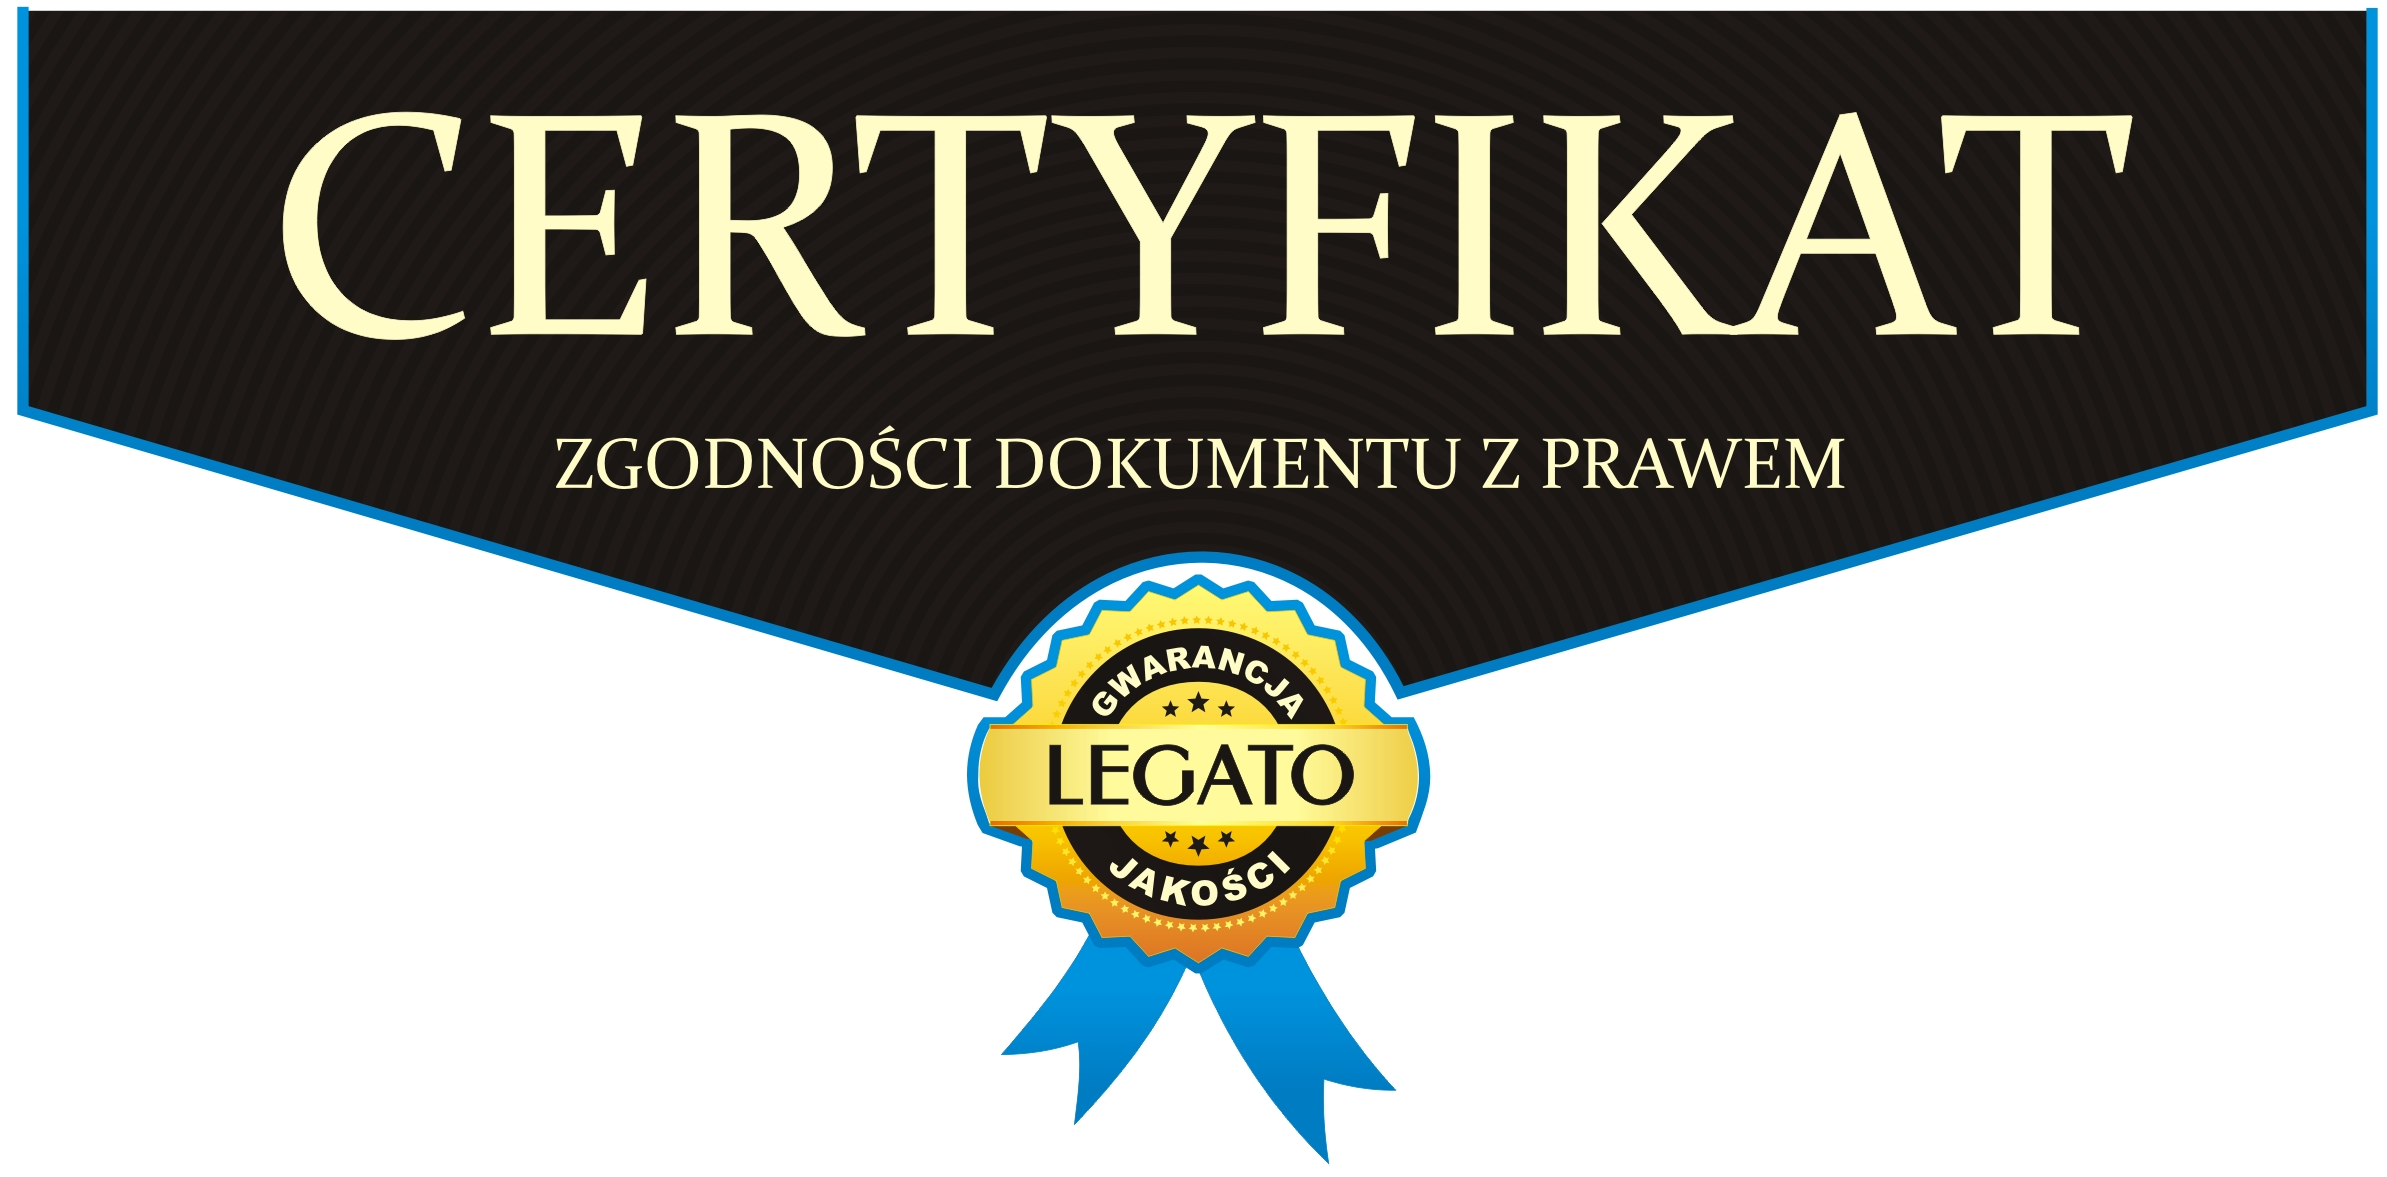 CERTYFIKAT
ZGODNOŚCI DOKUMENTU Z PRAWEM
GWARANCJA
LEGATO
JAKOŚCI